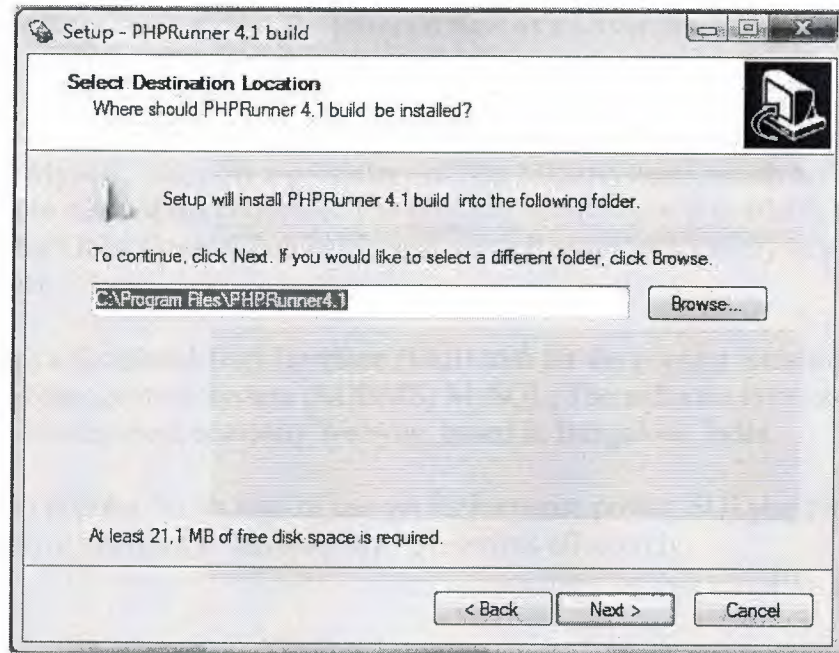 Setup - PHPRunner 4.1 build
Select Destination Location
Where should PHPRunner 4.1 build be installed?
Setup will install PHPRunner 4.1 build into the following folder.
To continue, click Next. If you would like to select a different folder, click Browse.
C:\Program Files\PHPRunner4.1
Browse...
At least 21.1 MB of free disk space is required.
< Back
Next >
Cancel